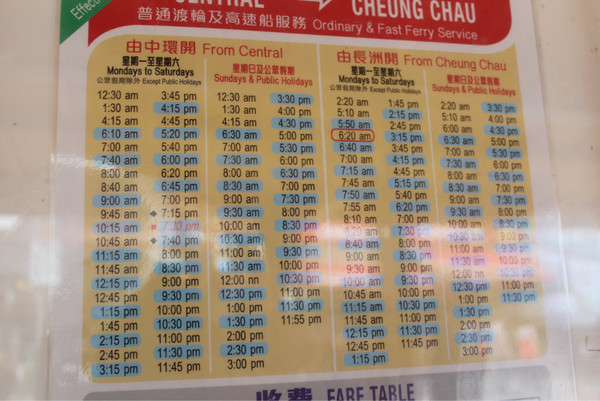 CENTRAL CHEUNG CHAU
普通渡輪及高速船服務 Ordinary & Fast Ferry Service
由中環開 From Central
星期一至星期六
Mondays to Saturdays
公眾假期除外 Except Public Holidays
12:30 am
1:30 am
4:15 am
6:10 am
7:00 am
7:40 am
8:00 am
8:40 am
9:00 am
9:45 am
10:15 am
10:45 am
11:15 am
11:45 am
12:15 pm
12:45 pm
1:15 pm
1:45 pm
2:15 pm
2:45 pm
3:15 pm
3:45 pm
4:15 pm
4:45 pm
5:20 pm
5:40 pm
6:00 pm
6:20 pm
6:45 pm
7:00 pm
◆ 7:15 pm
■ 7:30 pm
◆ 7:40 pm
8:00 pm
8:30 pm
9:00 pm
9:30 pm
10:00 pm
10:30 pm
11:00 pm
11:30 pm
11:45 pm
星期日及公眾假期
Sundays & Public Holidays
12:30 am
1:30 am
4:15 am
6:30 am
7:00 am
7:30 am
8:00 am
8:30 am
9:00 am
9:30 am
10:00 am
10:30 am
11:00 am
11:30 am
12:00 nn
12:30 pm
1:00 pm
1:30 pm
2:00 pm
2:30 pm
3:00 pm
3:30 pm
4:00 pm
4:30 pm
5:00 pm
5:30 pm
6:00 pm
6:30 pm
7:00 pm
7:30 pm
8:00 pm
8:30 pm
9:00 pm
9:30 pm
10:00 pm
10:30 pm
11:00 pm
11:30 pm
11:55 pm
由長洲開 From Cheung Chau
星期一至星期六
Mondays to Saturdays
公眾假期除外 Except Public Holidays
2:20 am
5:10 am
5:50 am
6:20 am
6:40 am
7:00 am
7:15 am
7:45 am
7:55 am
8:10 am
8:20 am
8:40 am
9:00 am
9:30 am
10:00 am
10:45 am
11:15 am
11:45 am
12:15 pm
12:45 pm
1:15 pm
1:45 pm
2:15 pm
2:45 pm
3:15 pm
3:45 pm
4:15 pm
4:45 pm
5:15 pm
5:40 pm
6:20 pm
7:00 pm
7:40 pm
8:00 pm
8:30 pm
9:00 pm
9:30 pm
10:00 pm
10:30 pm
11:00 pm
11:30 pm
星期日及公眾假期
Sundays & Public Holidays
2:20 am
5:10 am
6:00 am
6:30 am
7:00 am
7:30 am
8:00 am
8:30 am
9:00 am
9:30 am
10:00 am
10:30 am
11:00 am
11:30 am
12:00 nn
12:30 pm
1:00 pm
1:30 pm
2:00 pm
2:30 pm
3:00 pm
3:30 pm
4:00 pm
4:30 pm
5:00 pm
5:30 pm
6:00 pm
6:30 pm
7:00 pm
7:30 pm
8:00 pm
8:30 pm
9:00 pm
9:30 pm
10:00 pm
10:30 pm
11:00 pm
11:30 pm
收費 FARE TABLE